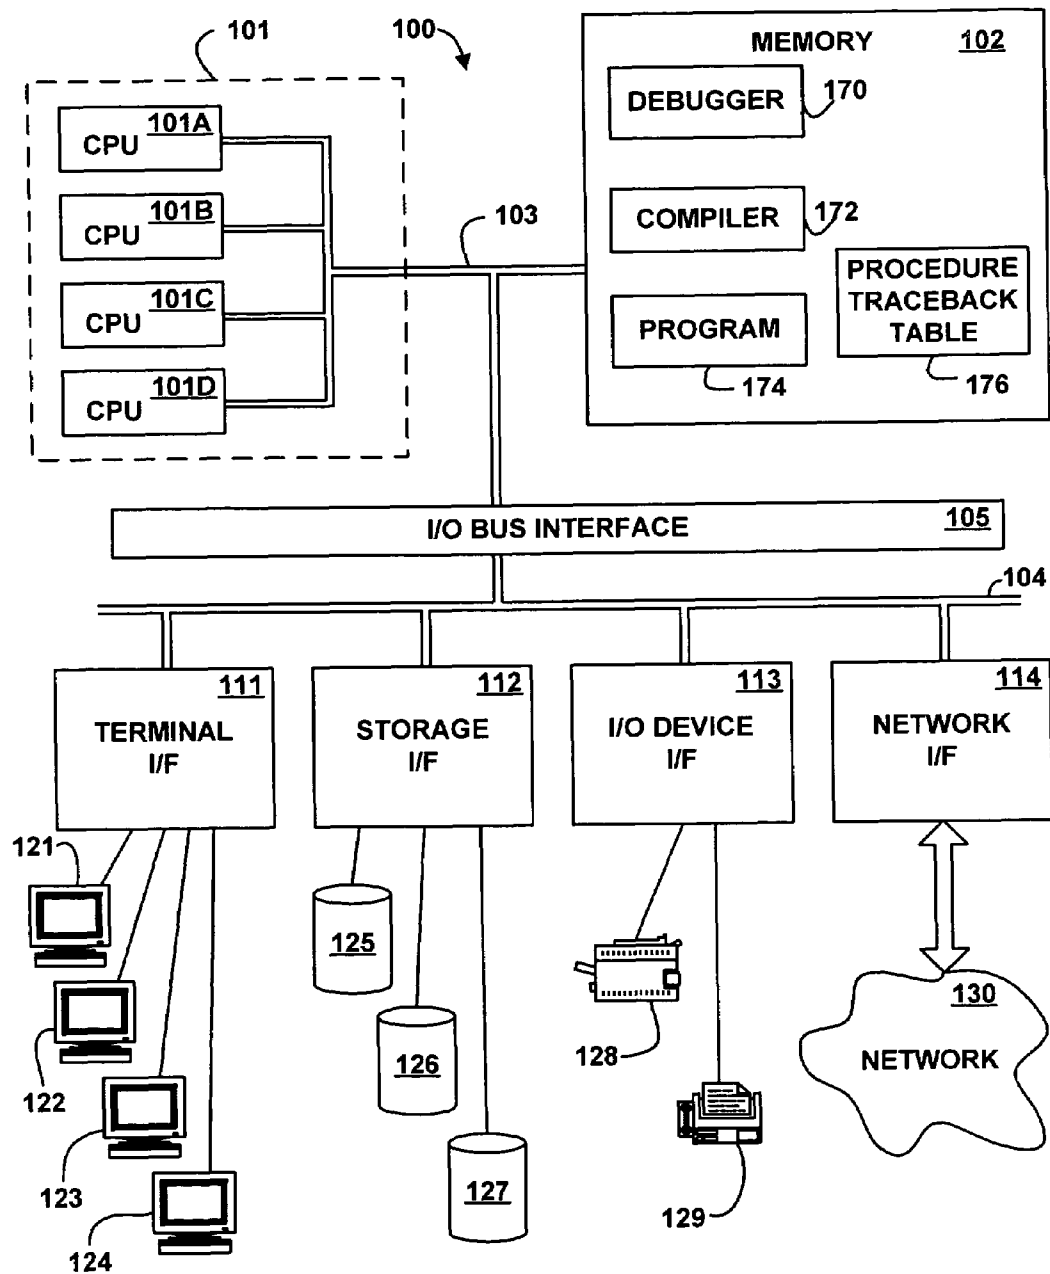 101
100
MEMORY 102
101A
CPU
DEBUGGER
170
101B
CPU
103
COMPILER
172
101C
CPU
PROCEDURE
TRACEBACK
TABLE
PROGRAM
101D
CPU
174
176
I/O BUS INTERFACE 105
104
111
TERMINAL
I/F
112
STORAGE
I/F
113
I/O DEVICE
I/F
114
NETWORK
I/F
121
122
123
124
125
126
127
128
129
130
NETWORK